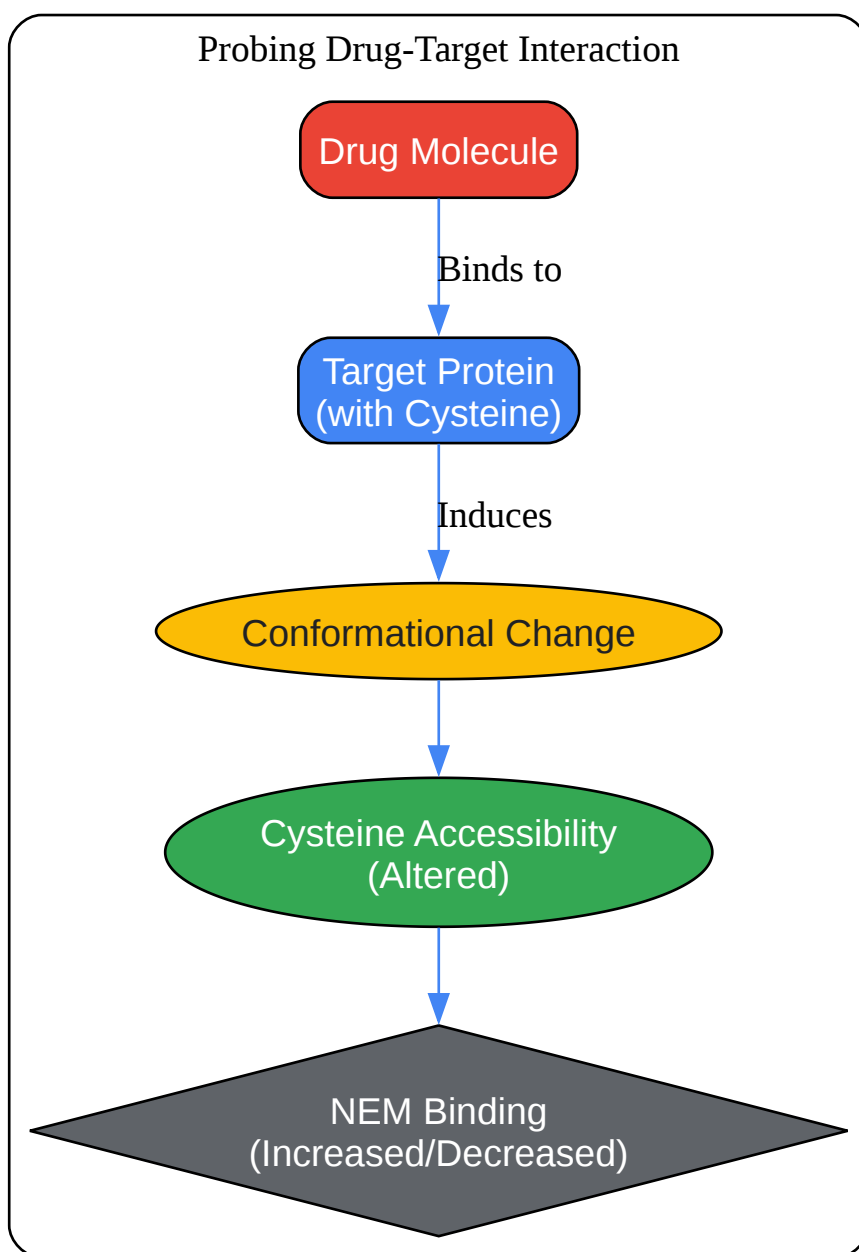 Probing Drug-Target Interaction
Drug Molecule
Binds to
Target Protein
(with Cysteine)
Induces
Conformational Change
Cysteine Accessibility
(Altered)
NEM Binding
(Increased/Decreased)